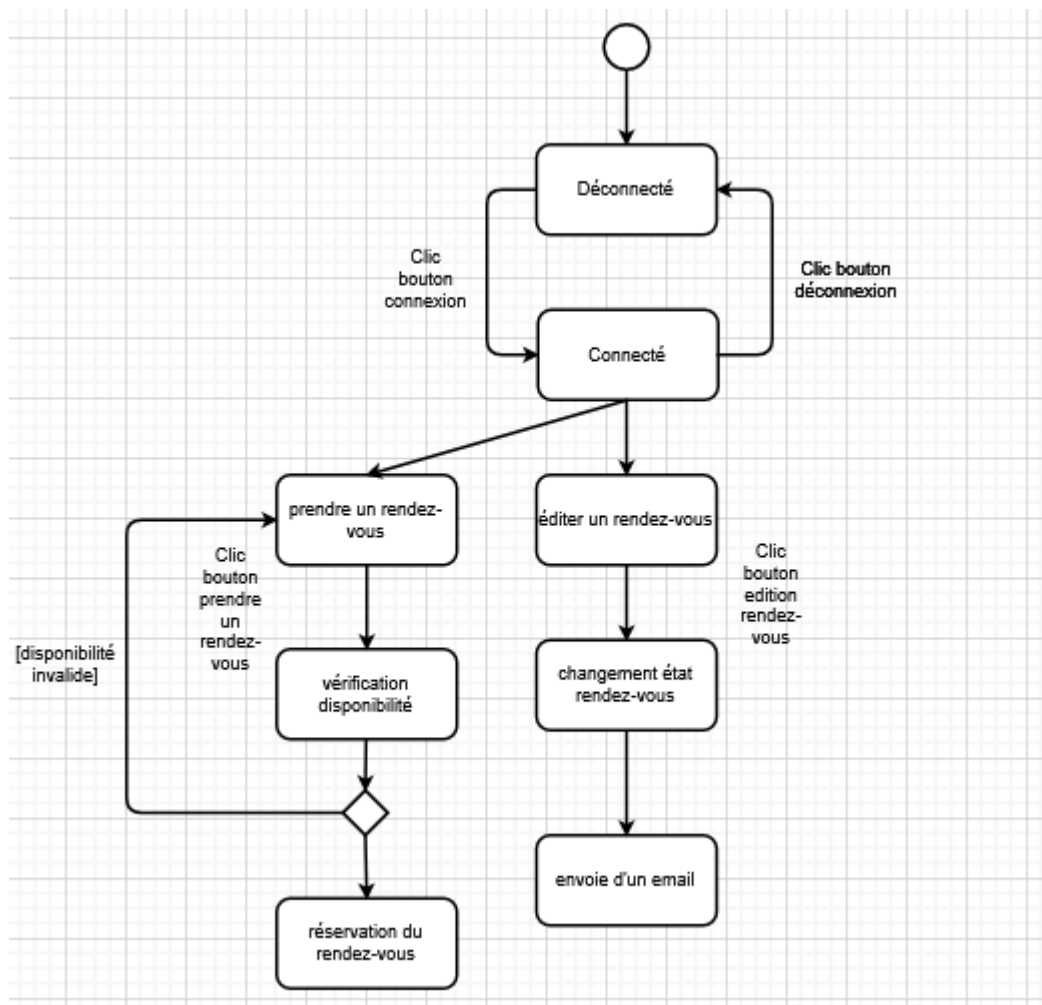 Déconnecté
Clic
bouton
connexion
Clic bouton
déconnexion
Connecté
prendre un rendez-
vous
éditer un rendez-vous
Clic
bouton
prendre
un
rendez-
vous
Clic
bouton
edition
rendez-
vous
[disponibilité
invalide]
vérification
disponibilité
changement état
rendez-vous
envoie d'un email
réservation du
rendez-vous